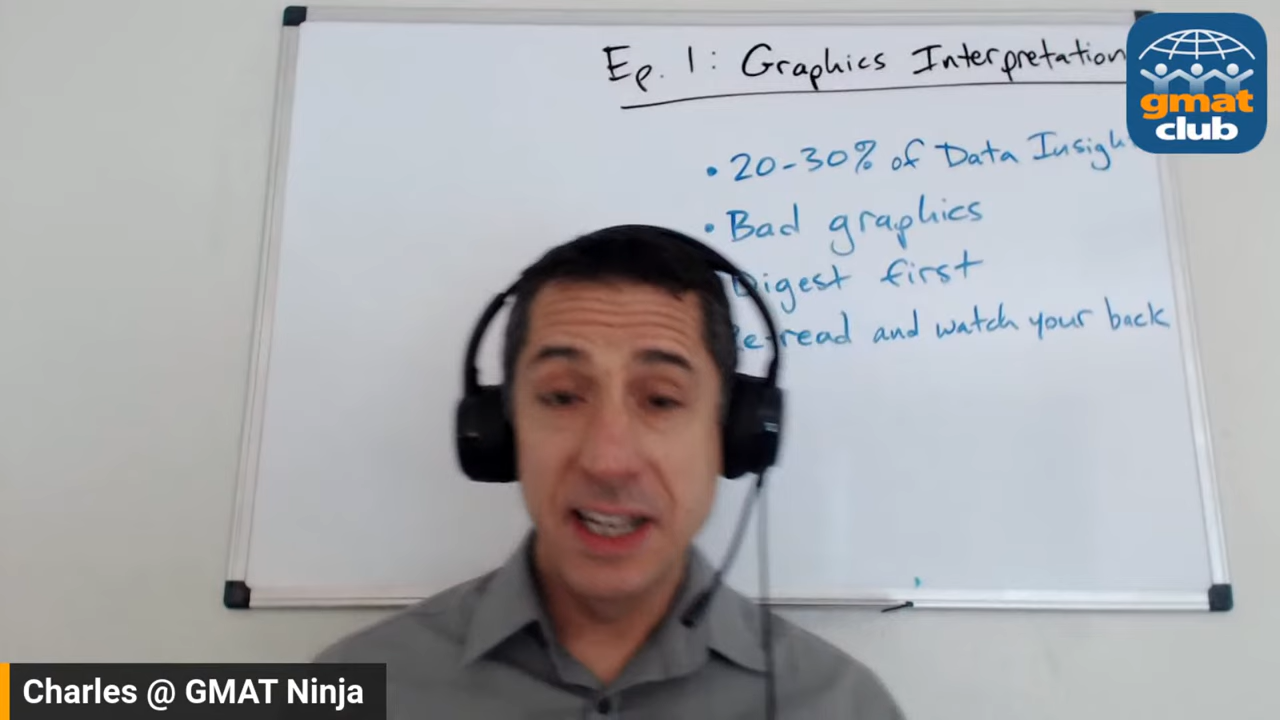 Ep. 1: Graphics Interpretation
• 20-30% of Data Insigh
• Bad graphics
Digest first
Re-read and watch your back
gmat
club
Charles @ GMAT Ninja